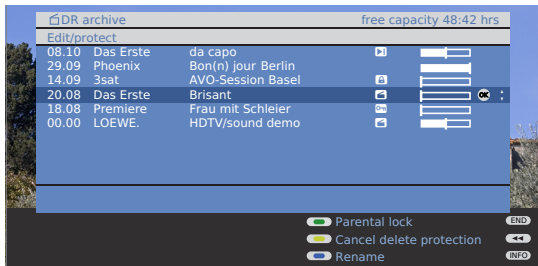 DR archive free capacity 48:42 hrs
Edit/protect
08.10 Das Erste da capo
29.09 Phoenix Bon(n) jour Berlin
14.09 3sat AVO-Session Basel
20.08 Das Erste Brisant OK
18.08 Premiere Frau mit Schleier
00.00 LOEWE. HDTV/sound demo
Parental lock END
Cancel delete protection
Rename INFO